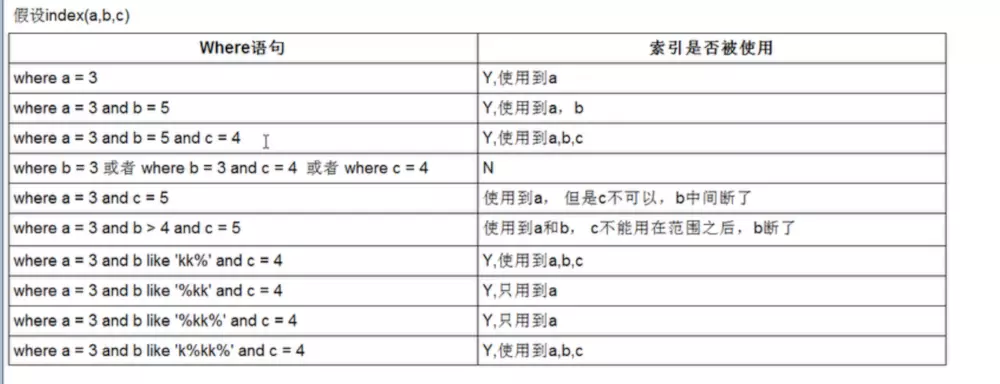 假设index(a,b,c)
Where语句 索引是否被使用
where a = 3 Y,使用到a
where a = 3 and b = 5 Y,使用到a，b
where a = 3 and b = 5 and c = 4 Y,使用到a,b,c
where b = 3 或者 where b = 3 and c = 4 或者 where c = 4 N
where a = 3 and c = 5 使用到a， 但是c不可以，b中间断了
where a = 3 and b > 4 and c = 5 使用到a和b， c不能用在范围之后，b断了
where a = 3 and b like 'kk%' and c = 4 Y,使用到a,b,c
where a = 3 and b like '%kk' and c = 4 Y,只用到a
where a = 3 and b like '%kk%' and c = 4 Y,只用到a
where a = 3 and b like 'k%kk%' and c = 4 Y,使用到a,b,c